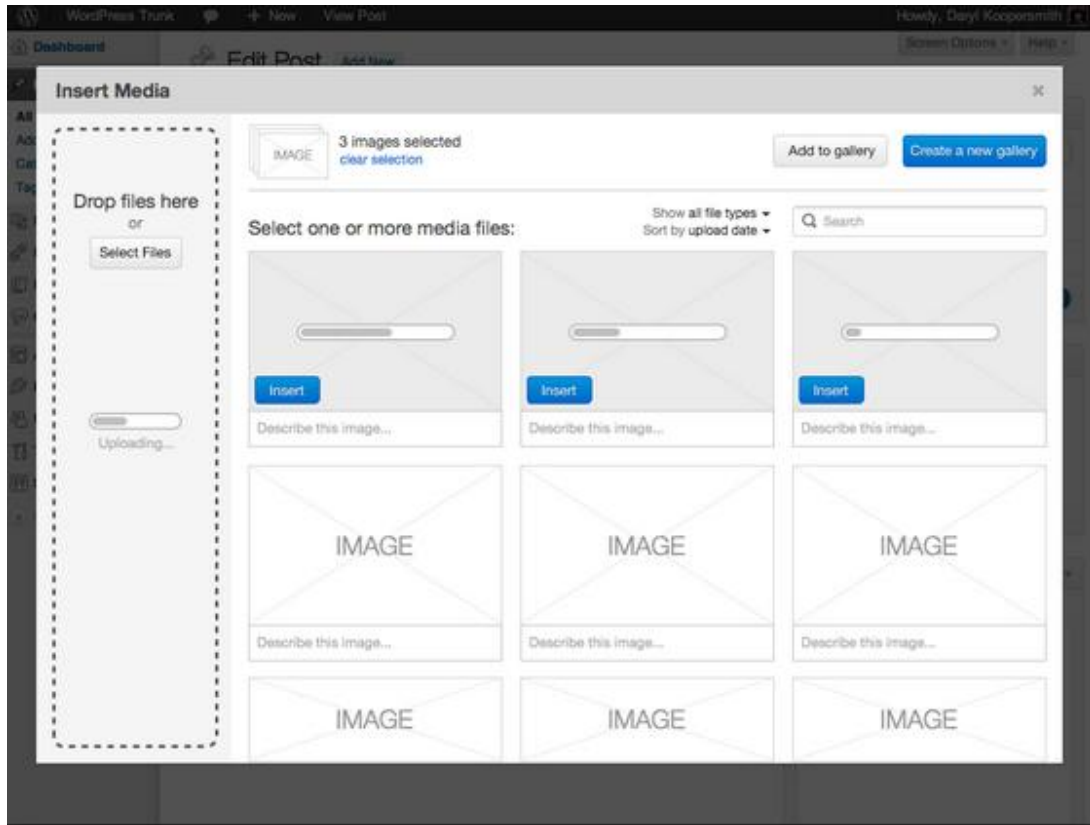 WordPress Trunk + Now View Post Howdy, Daryl Koopersmith
Dashboard
Screen Options Help
Edit Post Add New
Insert Media ×
All
Drop files here
or
Select Files
Uploading...
IMAGE
3 images selected
clear selection
Add to gallery
Create a new gallery
Select one or more media files:
Show all file types
Sort by upload date
Search
Insert
Insert
Insert
Describe this image...
Describe this image...
Describe this image...
IMAGE
IMAGE
IMAGE
Describe this image...
Describe this image...
Describe this image...
IMAGE
IMAGE
IMAGE